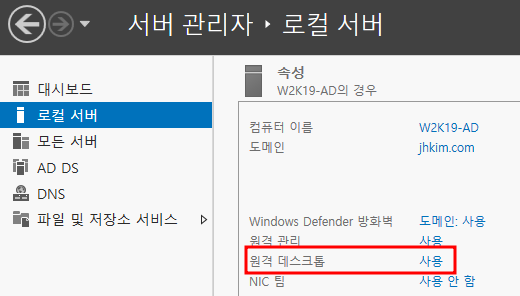 서버 관리자 ▸ 로컬 서버
대시보드
로컬 서버
모든 서버
AD DS
DNS
파일 및 저장소 서비스
속성
W2K19-AD의 경우
컴퓨터 이름 W2K19-AD
도메인 jhkim.com
Windows Defender 방화벽 도메인: 사용
원격 관리 사용
원격 데스크톱 사용
NIC 팀 사용 안 함